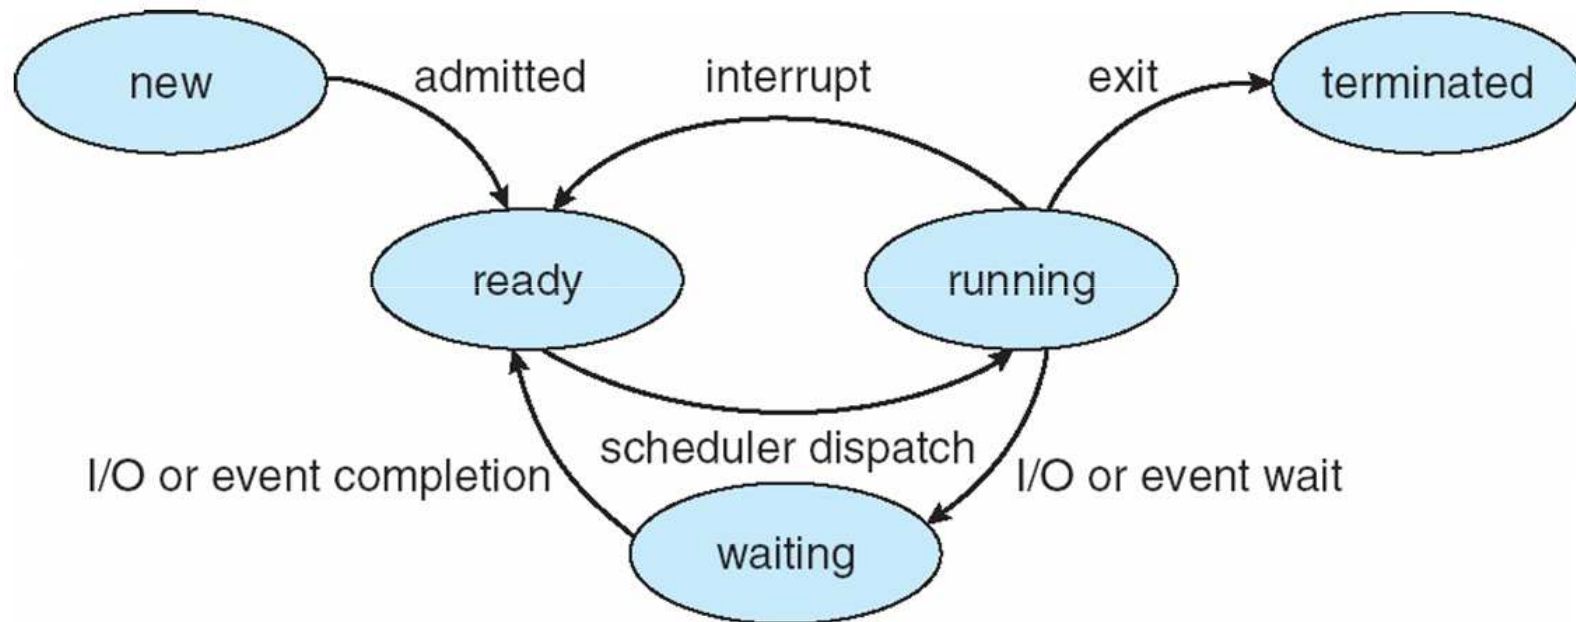 new
admitted
interrupt
exit
terminated
ready
running
scheduler dispatch
I/O or event completion
I/O or event wait
waiting